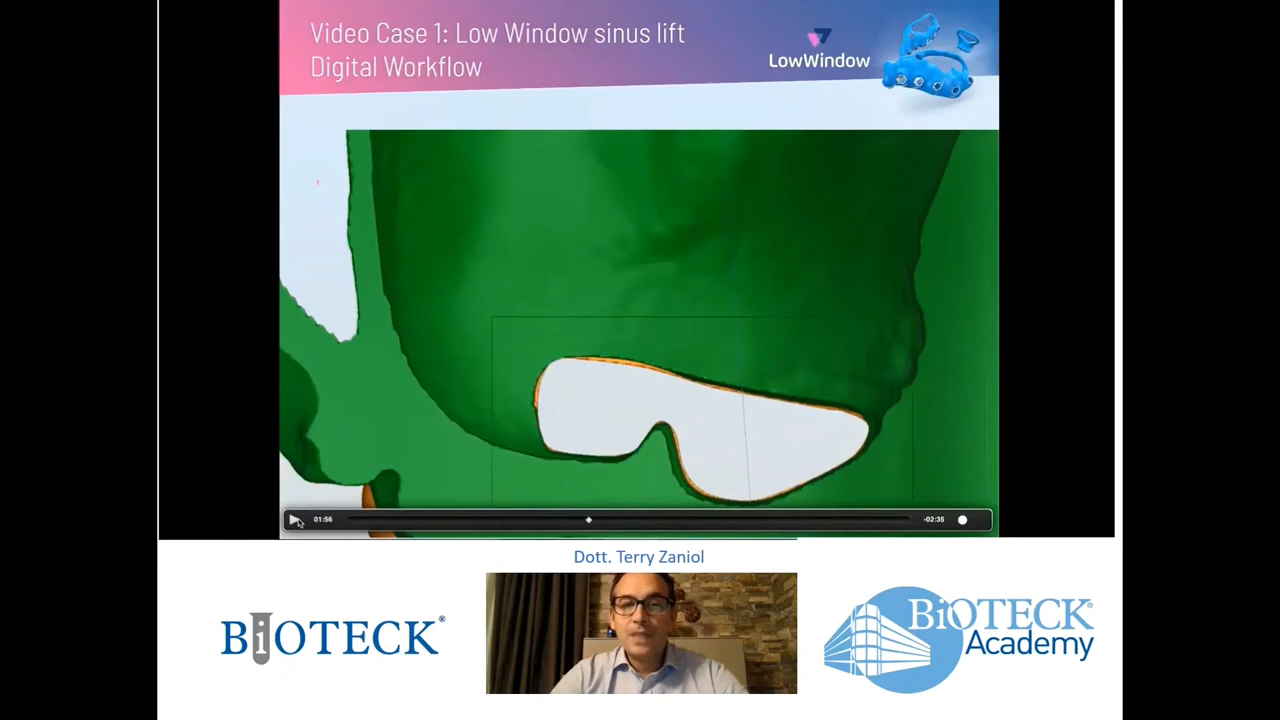 Video Case 1: Low Window sinus lift
Digital Workflow
LowWindow
01:56
-02:35
Dott. Terry Zaniol
BiOTECK®
BiOTECK®
Academy